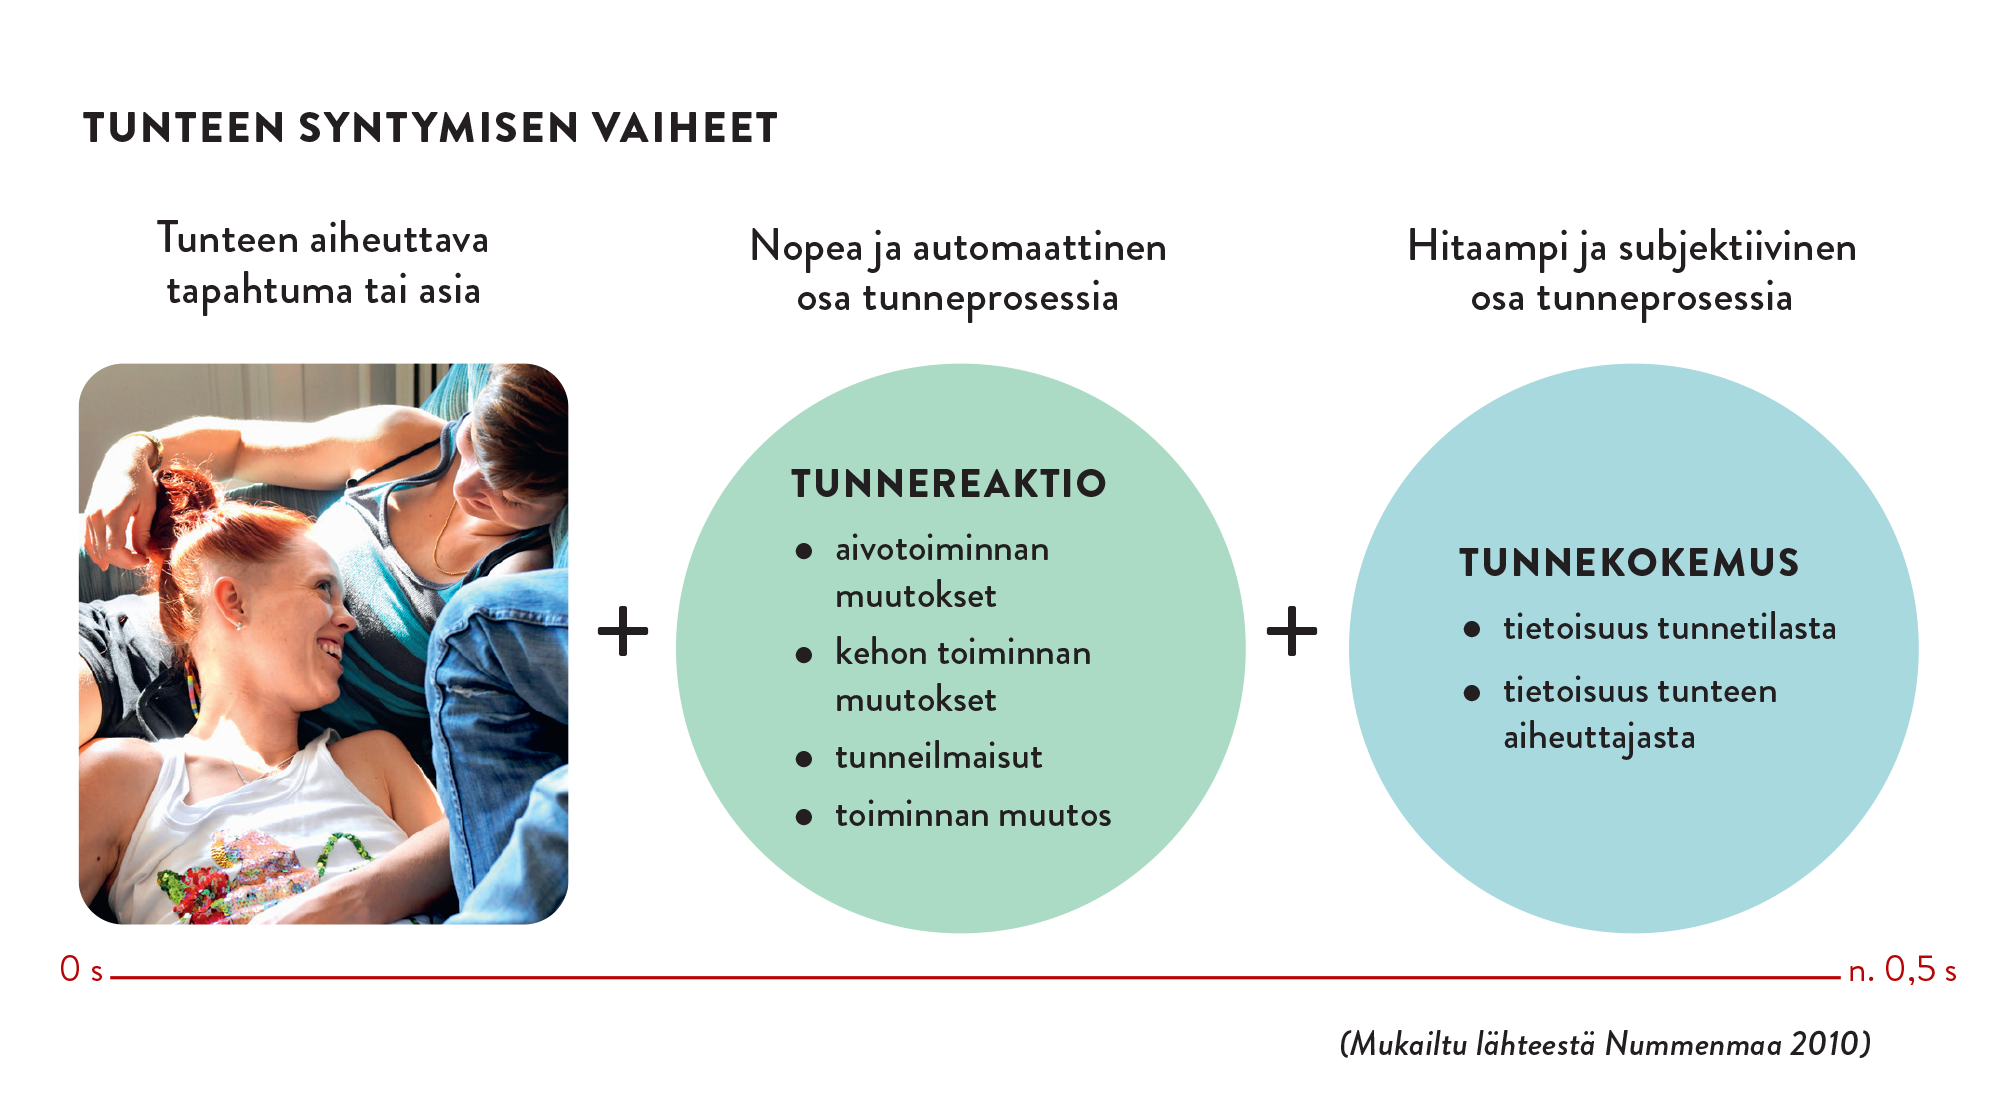 TUNTEEN SYNTYMISEN VAIHEET
Tunteen aiheuttava
tapahtuma tai asia
Nopea ja automaattinen
osa tunneprosessia
Hitaampi ja subjektiivinen
osa tunneprosessia
+
TUNNEREAKTIO
● aivotoiminnan
muutokset
● kehon toiminnan
muutokset
● tunneilmaisut
● toiminnan muutos
+
TUNNEKOKEMUS
● tietoisuus tunnetilasta
● tietoisuus tunteen
aiheuttajasta
0 s
n. 0,5 s
(Mukailtu lähteestä Nummenmaa 2010)